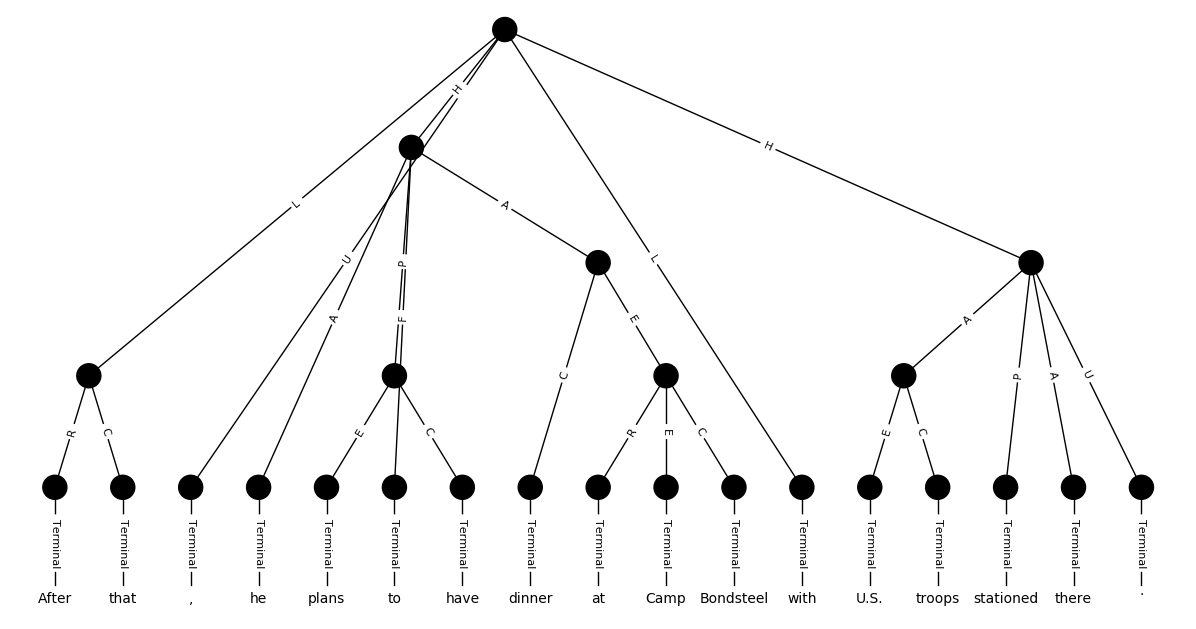 H
H
L
A
L
U
P
A
F
A
E
C
P
A
U
R
C
E
C
R
E
C
E
C
Terminal Terminal Terminal Terminal Terminal Terminal Terminal Terminal Terminal Terminal Terminal Terminal Terminal Terminal Terminal Terminal Terminal
After that , he plans to have dinner at Camp Bondsteel with U.S. troops stationed there .